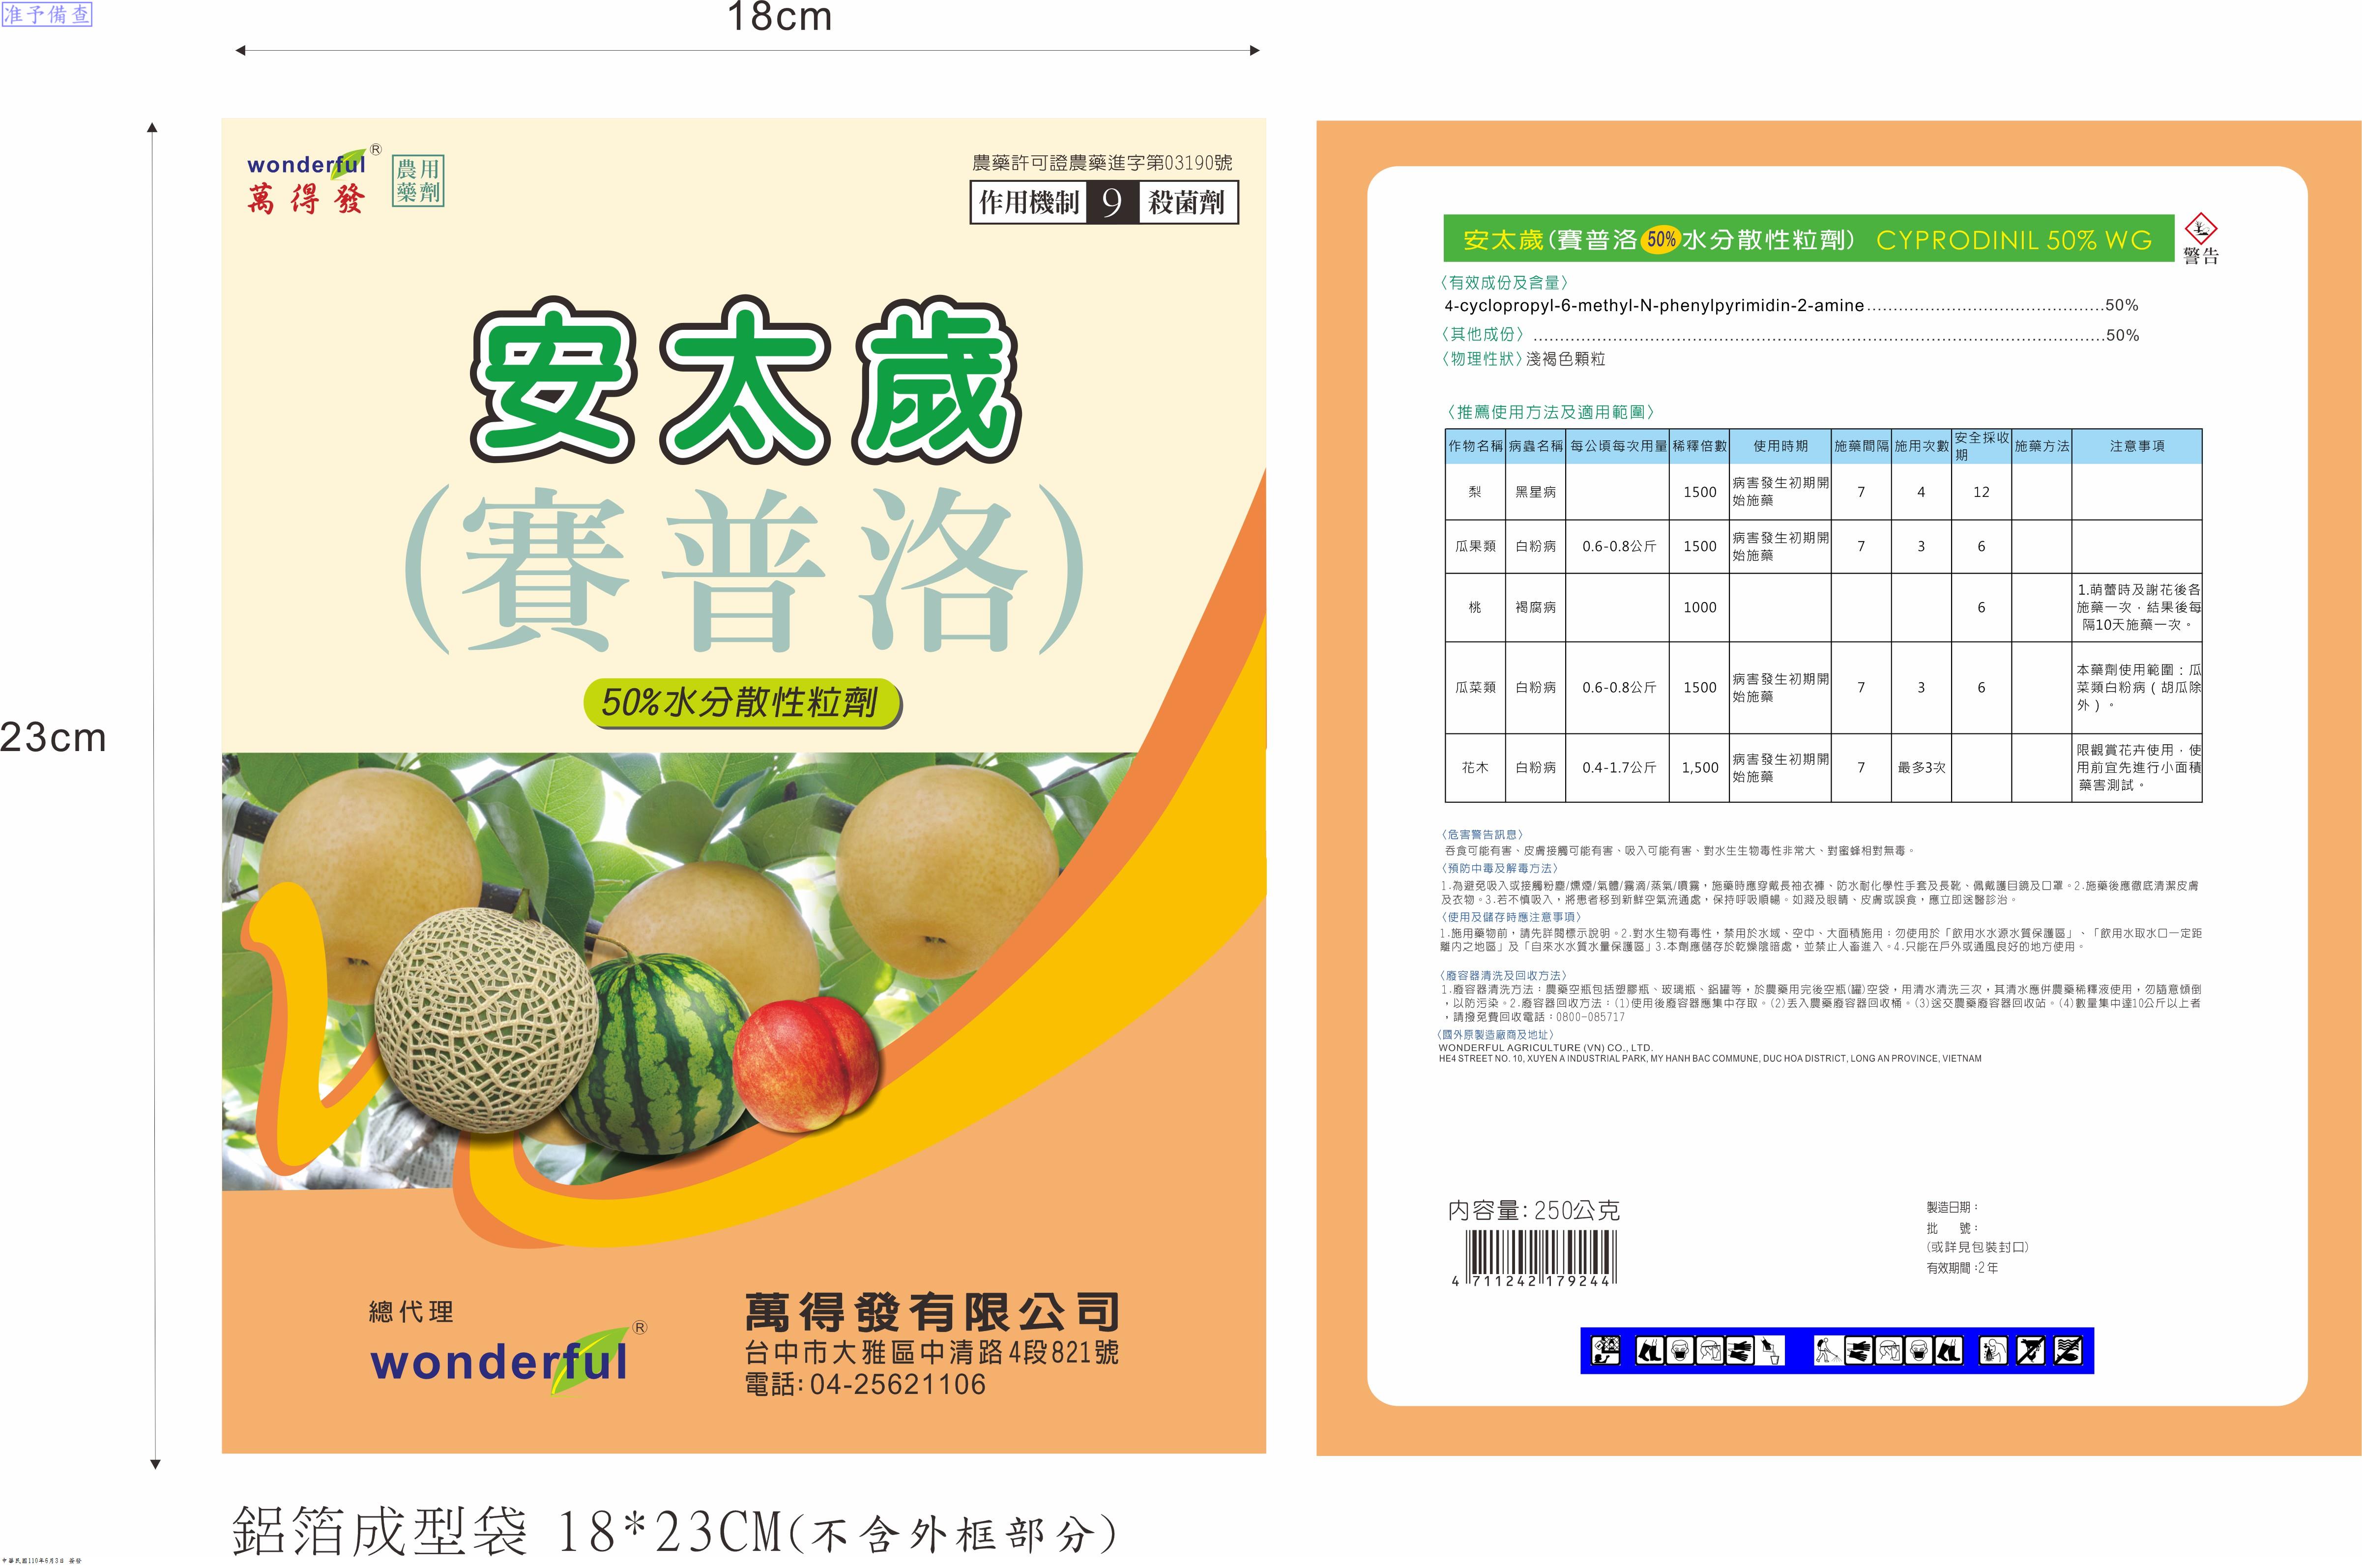 准予備查
18cm
23cm
wonderful®
萬得發
農用
藥劑
農藥許可證農藥進字第03190號
作用機制 9 殺菌劑
安太歲
(賽普洛)
50%水分散性粒劑
總代理
wonderful®
萬得發有限公司
台中市大雅區中清路4段821號
電話:04-25621106
鋁箔成型袋 18*23CM(不含外框部分)
安太歲(賽普洛50%水分散性粒劑) CYPRODINIL 50% WG
警告
〈有效成份及含量〉
4-cyclopropyl-6-methyl-N-phenylpyrimidin-2-amine......50%
〈其他成份〉......50%
〈物理性狀〉淺褐色顆粒
〈推薦使用方法及適用範圍〉
作物名稱 病蟲名稱 每公頃每次用量 稀釋倍數 使用時期 施藥間隔 施用次數 安全採收期 施藥方法 注意事項
梨 黑星病 1500 病害發生初期開始施藥 7 4 12
瓜果類 白粉病 0.6-0.8公斤 1500 病害發生初期開始施藥 7 3 6
桃 褐腐病 1000 6 1.萌蕾時及謝花後各施藥一次，結果後每隔10天施藥一次。
瓜菜類 白粉病 0.6-0.8公斤 1500 病害發生初期開始施藥 7 3 6 本藥劑使用範圍：瓜菜類白粉病（胡瓜除外）。
花木 白粉病 0.4-1.7公斤 1,500 病害發生初期開始施藥 7 最多3次 限觀賞花卉使用，使用前宜先進行小面積藥害測試。
〈危害警告訊息〉
吞食可能有害、皮膚接觸可能有害、吸入可能有害、對水生生物毒性非常大、對蜜蜂相對無毒。
〈預防中毒及解毒方法〉
1.為避免吸入或接觸粉塵/燻煙/氣體/霧滴/蒸氣/噴霧，施藥時應穿戴長袖衣褲、防水耐化學性手套及長靴、佩戴護目鏡及口罩。2.施藥後應徹底清潔皮膚
及衣物。3.若不慎吸入，將患者移到新鮮空氣流通處，保持呼吸順暢。如濺及眼睛、皮膚或誤食，應立即送醫診治。
〈使用及儲存時應注意事項〉
1.施用藥物前，請先詳閱標示說明。2.對水生物有毒性，禁用於水域、空中、大面積施用；勿使用於「飲用水水源水質保護區」、「飲用水取水口一定距
離內之地區」及「自來水水質水量保護區」3.本劑應儲存於乾燥陰暗處，並禁止人畜進入。4.只能在戶外或通風良好的地方使用。
〈廢容器清洗及回收方法〉
1.廢容器清洗方法：農藥空瓶包括塑膠瓶、玻璃瓶、鋁罐等，於農藥用完後空瓶(罐)空袋，用清水清洗三次，其清水應併農藥稀釋液使用，勿隨意傾倒
，以防污染。2.廢容器回收方法：(1)使用後廢容器應集中存取。(2)丟入農藥廢容器回收桶。(3)送交農藥廢容器回收站。(4)數量集中達10公斤以上者
，請撥免費回收電話：0800-085717
〈國外原製造廠商及地址〉
WONDERFUL AGRICULTURE (VN) CO., LTD.
HE4 STREET NO. 10, XUYEN A INDUSTRIAL PARK, MY HANH BAC COMMUNE, DUC HOA DISTRICT, LONG AN PROVINCE, VIETNAM
內容量:250公克
4 711242 179244
製造日期：
批　號：
(或詳見包裝封口)
有效期間:2年
中華民國110年5月3日 簽發